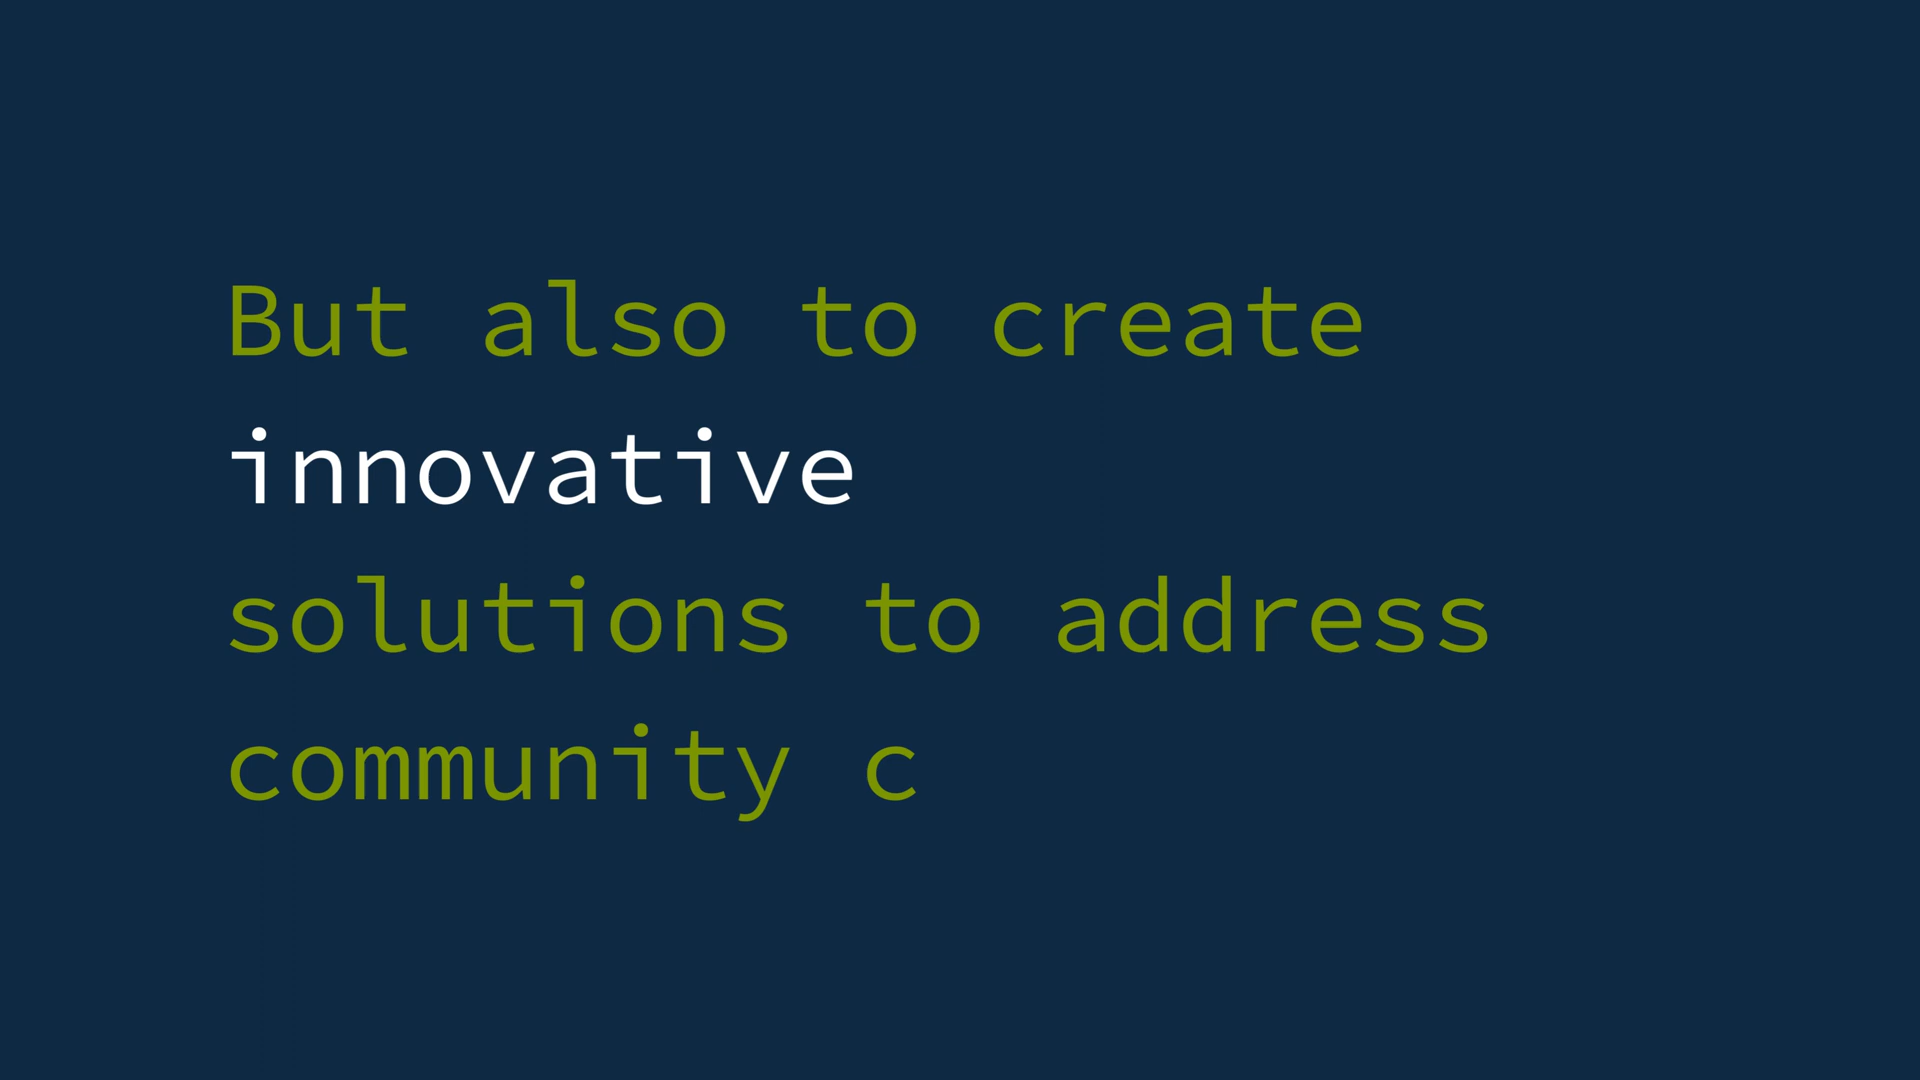 But also to create
innovative
solutions to address
community c